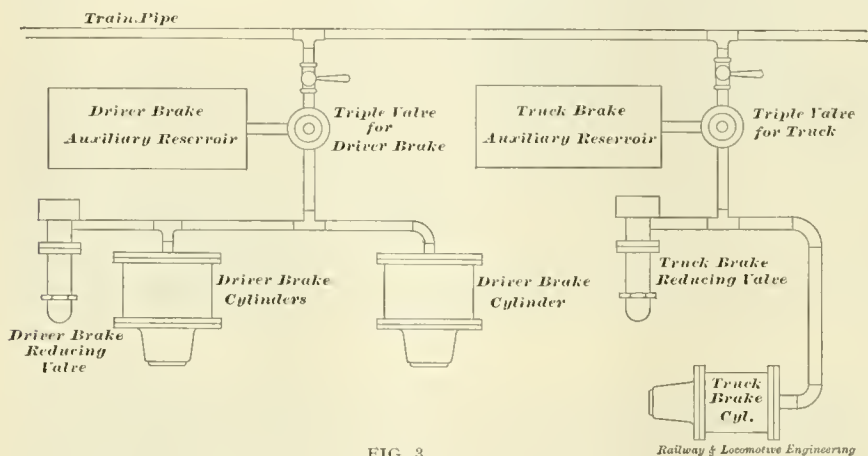 Train Pipe
Driver Brake
Auxiliary Reservoir
Triple Valve
for
Driver Brake
Truck Brake
Auxiliary Reservoir
Triple Valve
for Truck
Driver Brake
Cylinders
Driver Brake
Cylinder
Truck Brake
Reducing Valve
Driver Brake
Reducing
Valve
Truck
Brake
Cyl.
FIG. 3
Railway & Locomotive Engineering